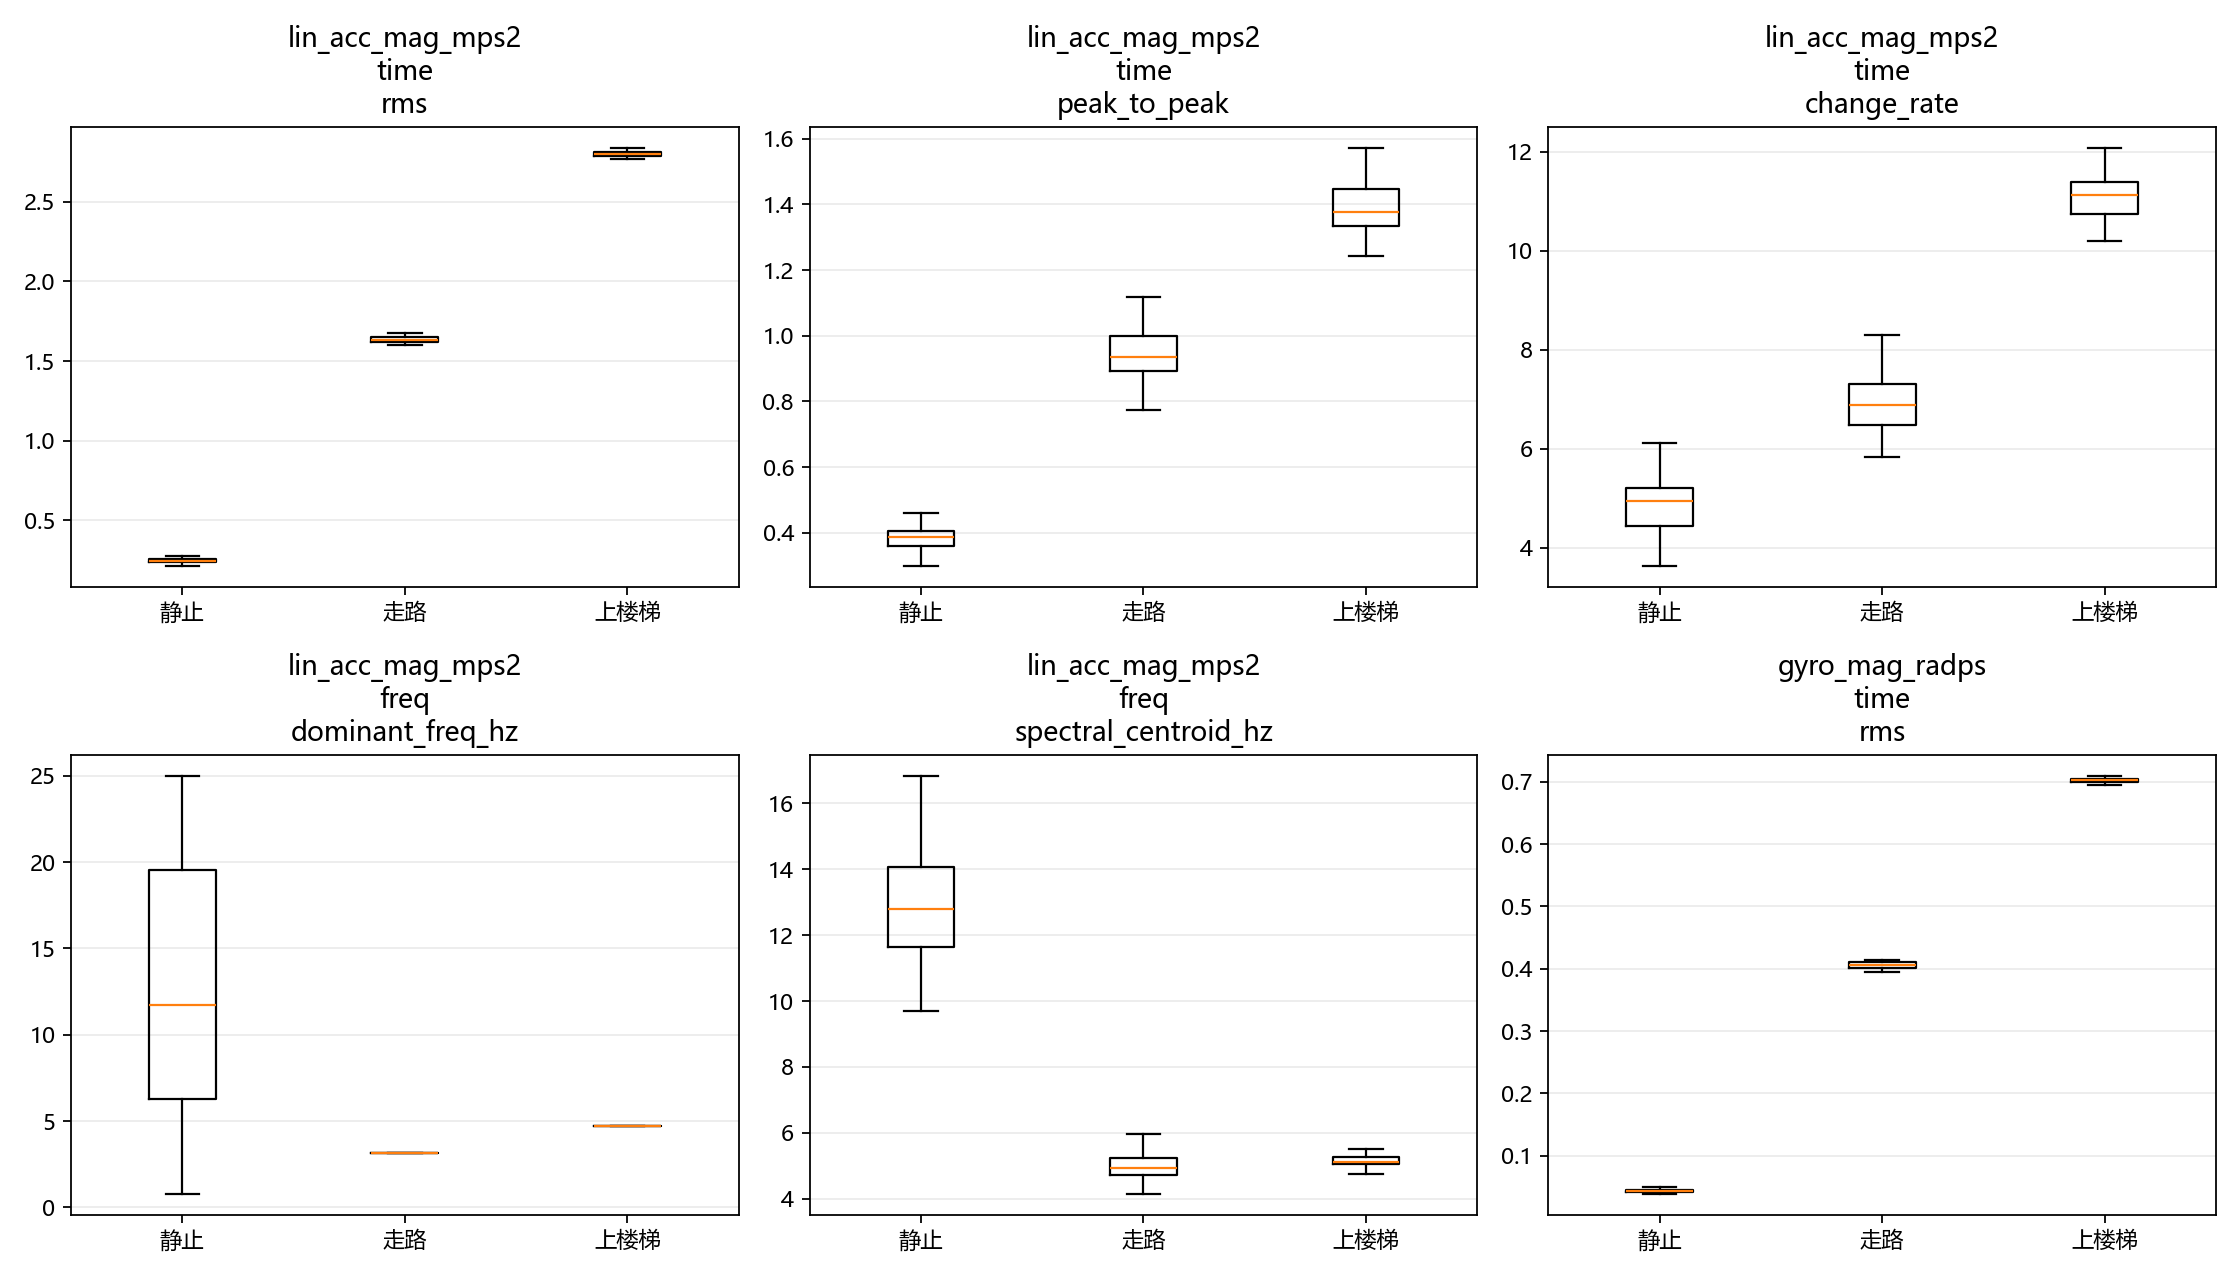 lin_acc_mag_mps2
time
rms
2.5
2.0
1.5
1.0
0.5
静止
走路
上楼梯
lin_acc_mag_mps2
time
peak_to_peak
1.6
1.4
1.2
1.0
0.8
0.6
0.4
静止
走路
上楼梯
lin_acc_mag_mps2
time
change_rate
12
10
8
6
4
静止
走路
上楼梯
lin_acc_mag_mps2
freq
dominant_freq_hz
25
20
15
10
5
0
静止
走路
上楼梯
lin_acc_mag_mps2
freq
spectral_centroid_hz
16
14
12
10
8
6
4
静止
走路
上楼梯
gyro_mag_radps
time
rms
0.7
0.6
0.5
0.4
0.3
0.2
0.1
静止
走路
上楼梯